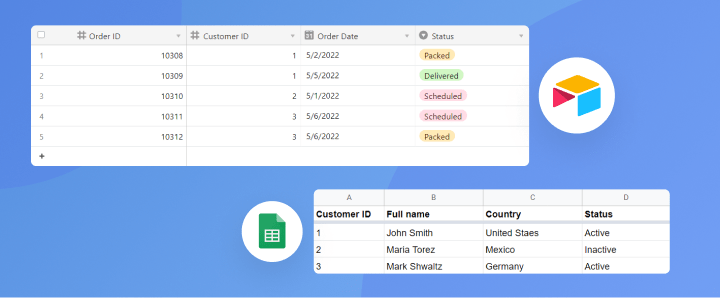 Order ID Customer ID Order Date Status
1 10308 1 5/2/2022 Packed
2 10309 1 5/5/2022 Delivered
3 10310 2 5/1/2022 Scheduled
4 10311 3 5/6/2022 Scheduled
5 10312 3 5/6/2022 Packed
+
A B C D
Customer ID Full name Country Status
1 John Smith United Staes Active
2 Maria Torez Mexico Inactive
3 Mark Shwaltz Germany Active